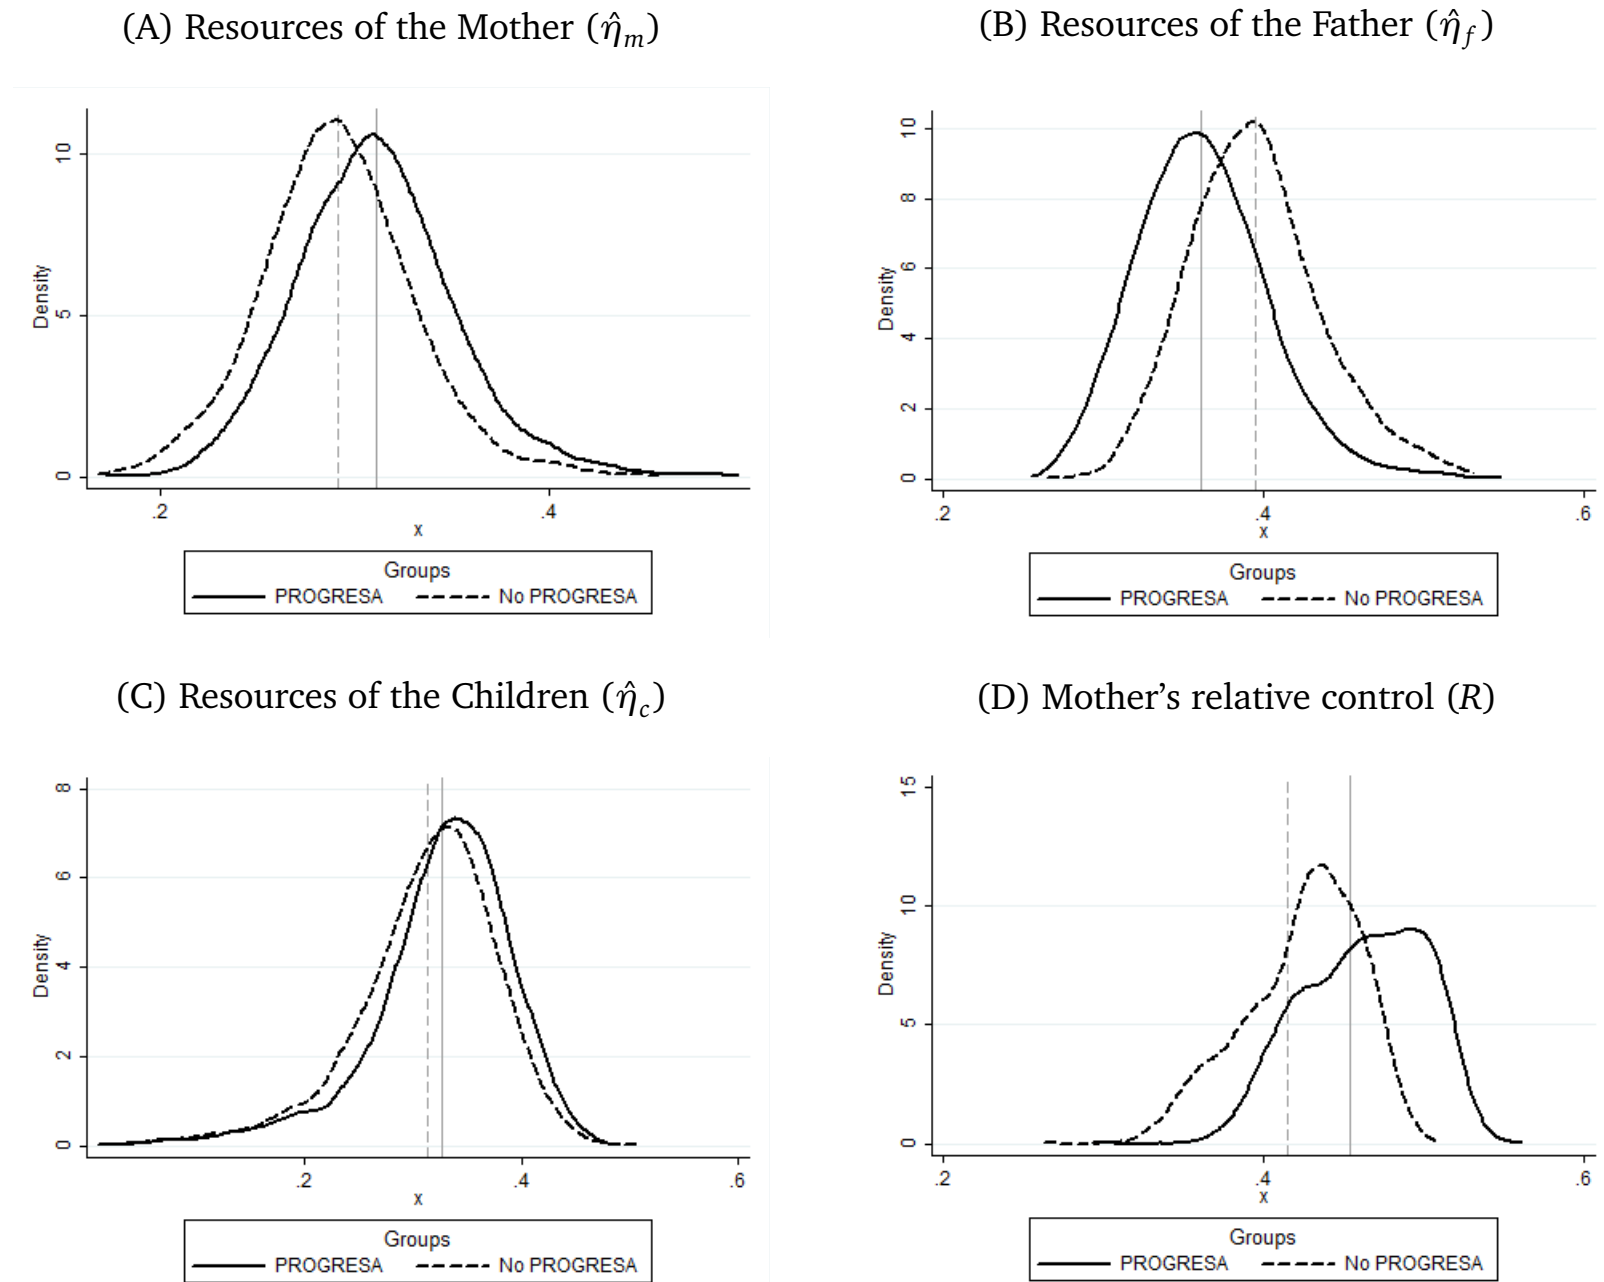 (A) Resources of the Mother (η̂ₘ)
Density
10
5
0
.2
.4
x
Groups
PROGRESA No PROGRESA
(B) Resources of the Father (η̂_f)
Density
10
8
6
4
2
0
.2
.4
.6
x
Groups
PROGRESA No PROGRESA
(C) Resources of the Children (η̂_c)
Density
8
6
4
2
0
.2
.4
.6
x
Groups
PROGRESA No PROGRESA
(D) Mother’s relative control (R)
Density
15
10
5
0
.2
.4
.6
x
Groups
PROGRESA No PROGRESA